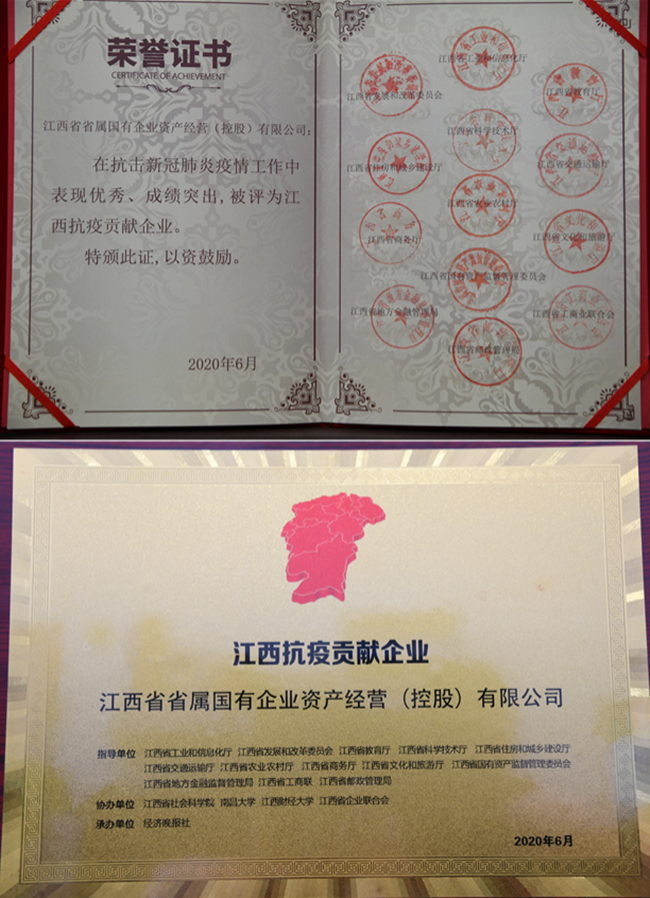 荣誉证书
CERTIFICATE OF ACHIEVEMENT
江西省省属国有企业资产经营（控股）有限公司：
在抗击新冠肺炎疫情工作中
表现优秀、成绩突出，被评为江
西抗疫贡献企业。
特颁此证，以资鼓励。
2020年6月
江西省工业和信息化厅
江西省发展和改革委员会
江西省教育厅
江西省科学技术厅
江西省住房和城乡建设厅
江西省交通运输厅
江西省农业农村厅
江西省商务厅
江西省文化和旅游厅
江西省国有资产监督管理委员会
江西省地方金融监督管理局
江西省工商业联合会
江西省邮政管理局
江西抗疫贡献企业
江西省省属国有企业资产经营（控股）有限公司
指导单位 江西省工业和信息化厅 江西省发展和改革委员会 江西省教育厅 江西省科学技术厅 江西省住房和城乡建设厅
江西省交通运输厅 江西省农业农村厅 江西省商务厅 江西省文化和旅游厅 江西省国有资产监督管理委员会
江西省地方金融监督管理局 江西省工商联 江西省邮政管理局
协办单位 江西省社会科学院 南昌大学 江西财经大学 江西省企业联合会
承办单位 经济晚报社
2020年6月